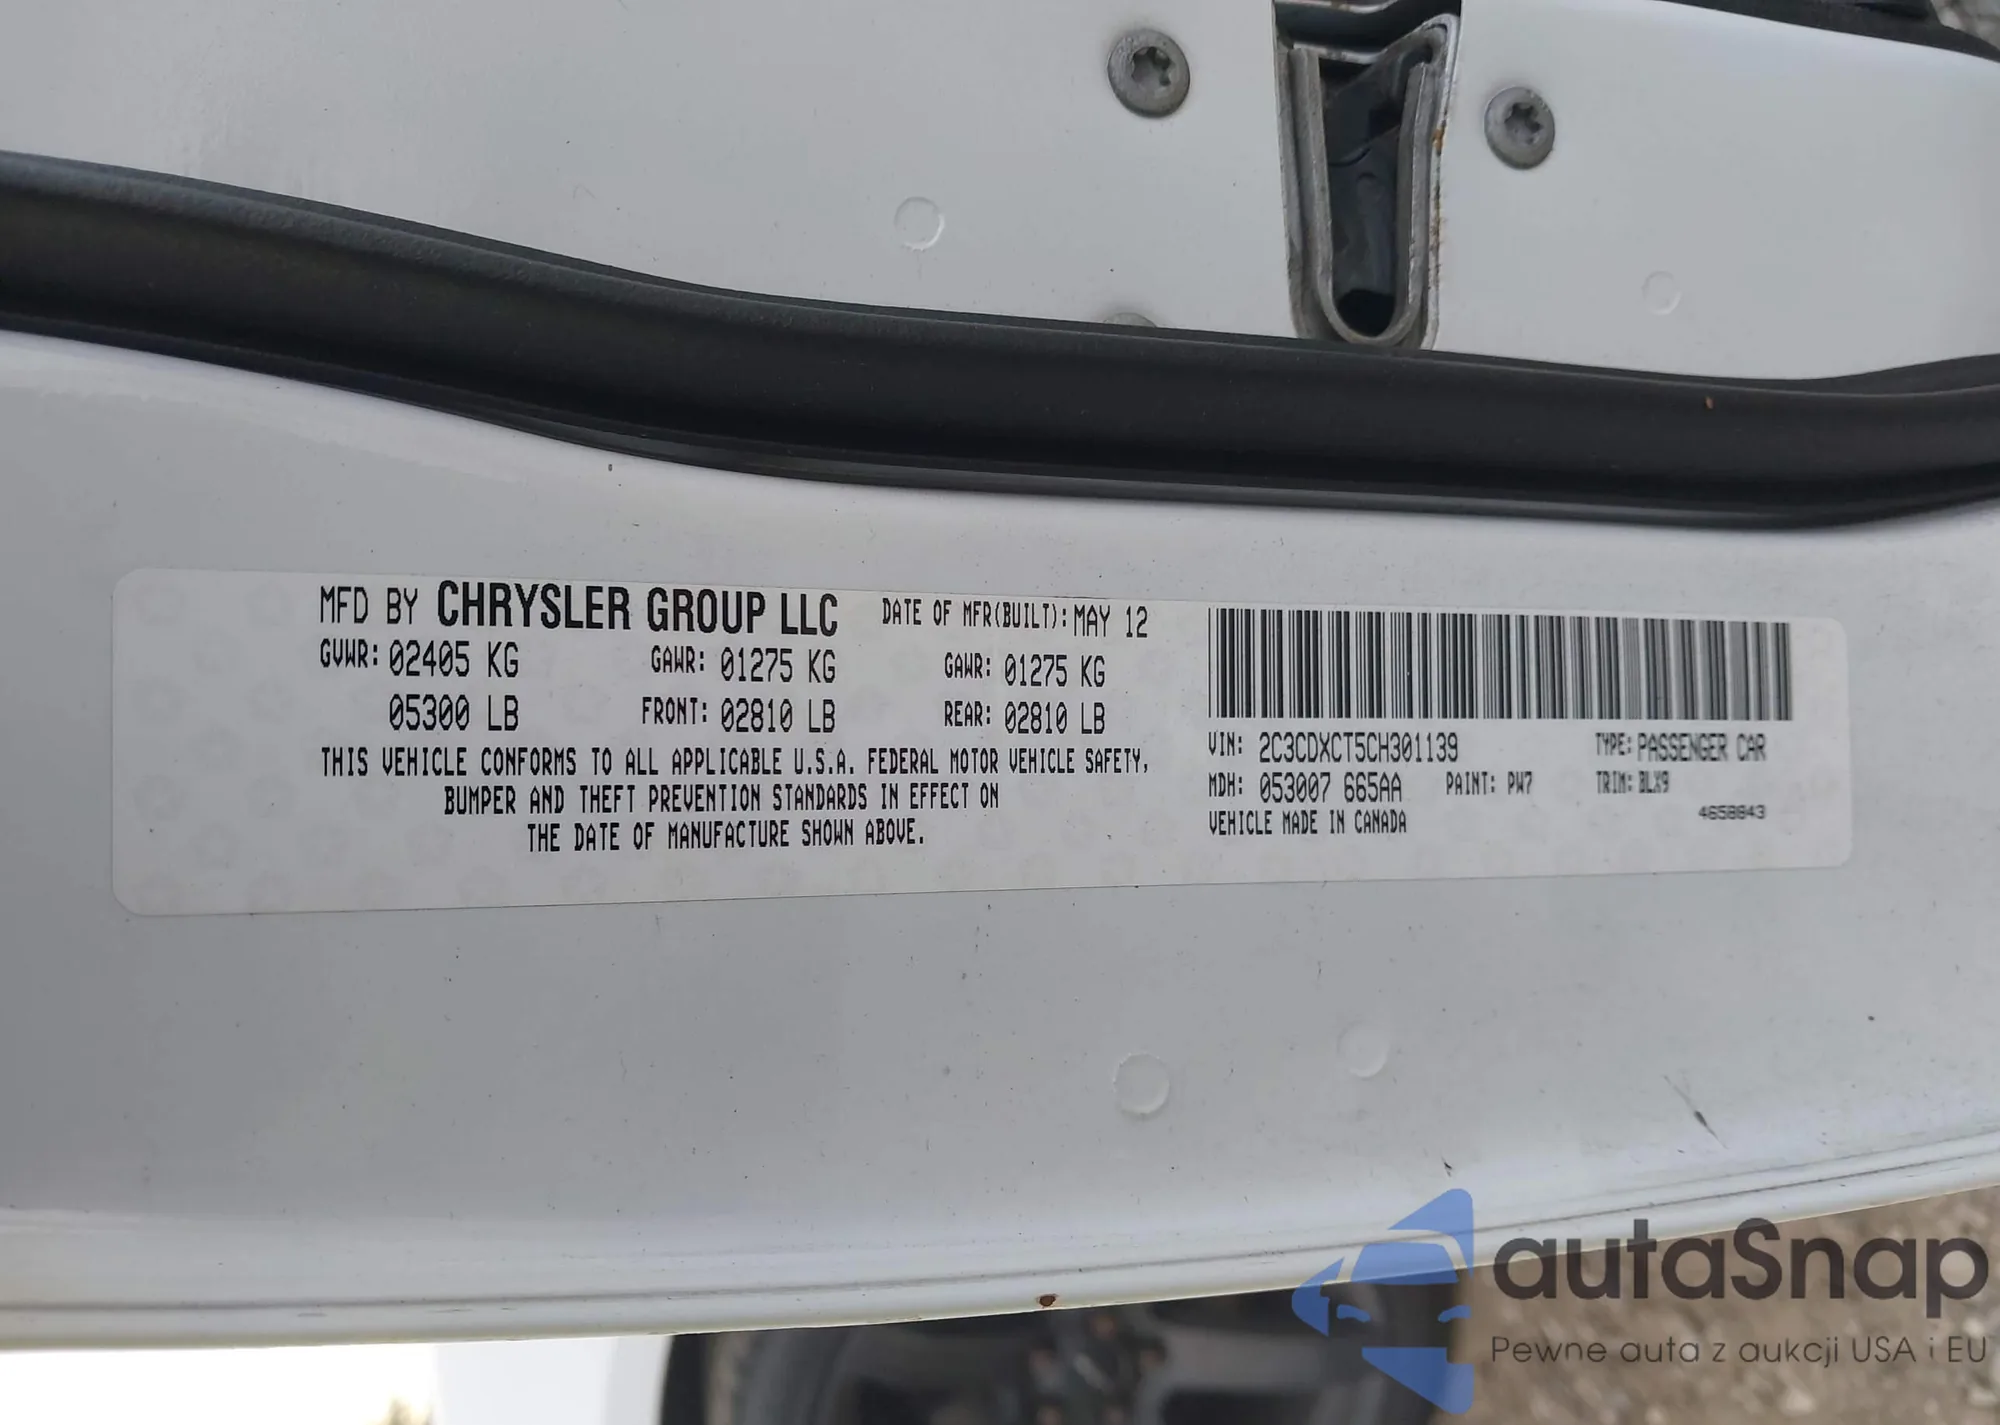 MFD BY CHRYSLER GROUP LLC DATE OF MFR(BUILT): MAY 12
GVWR: 02405 KG GAWR: 01275 KG GAWR: 01275 KG
05300 LB FRONT: 02810 LB REAR: 02810 LB
THIS VEHICLE CONFORMS TO ALL APPLICABLE U.S.A. FEDERAL MOTOR VEHICLE SAFETY,
BUMPER AND THEFT PREVENTION STANDARDS IN EFFECT ON
THE DATE OF MANUFACTURE SHOWN ABOVE.
VIN: 2C3CDXCT5CH301139 TYPE: PASSENGER CAR
MDH: 053007 665AA PAINT: PW7 TRIM: BLX9
VEHICLE MADE IN CANADA 4658843
autaSnap
Pewne auta z aukcji USA i EU